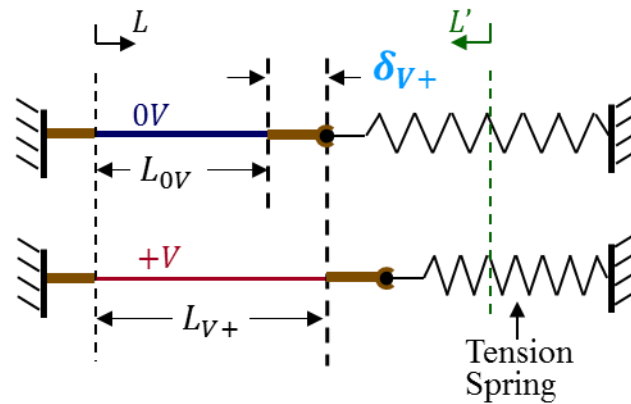 L
L'
δV+
0V
L0V
+V
LV+
Tension
Spring